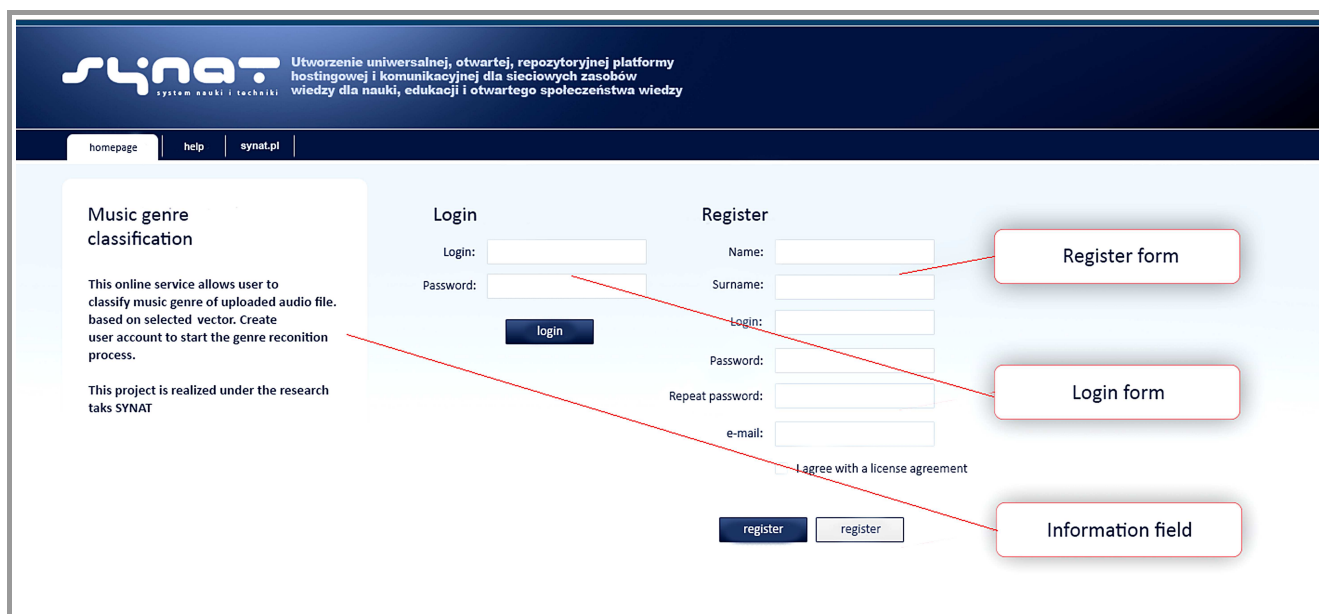 synat
system nauki i techniki
Utworzenie uniwersalnej, otwartej, repozytoryjnej platformy
hostingowej i komunikacyjnej dla sieciowych zasobów
wiedzy dla nauki, edukacji i otwartego społeczeństwa wiedzy
homepage
help
synat.pl
Music genre
classification
This online service allows user to
classify music genre of uploaded audio file.
based on selected vector. Create
user account to start the genre reconition
process.
This project is realized under the research
taks SYNAT
Login
Login:
Password:
login
Register
Name:
Surname:
Login:
Password:
Repeat password:
e-mail:
I agree with a license agreement
register
register
Register form
Login form
Information field